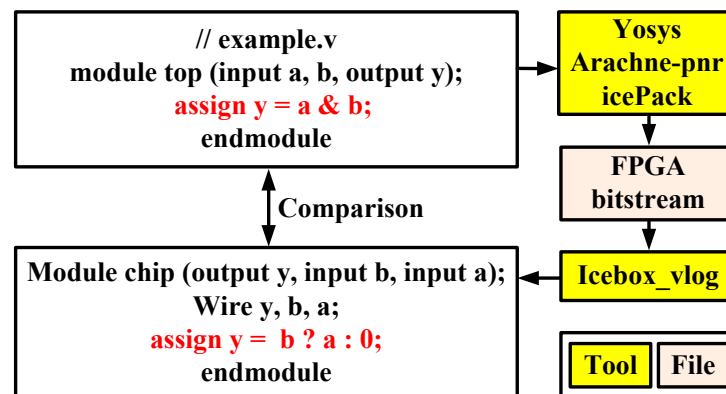 // example.v
module top (input a, b, output y);
assign y = a & b;
endmodule
Yosys
Arachne-pnr
icePack
FPGA
bitstream
Comparison
Module chip (output y, input b, input a);
Wire y, b, a;
assign y =  b ? a : 0;
endmodule
Icebox_vlog
Tool
File